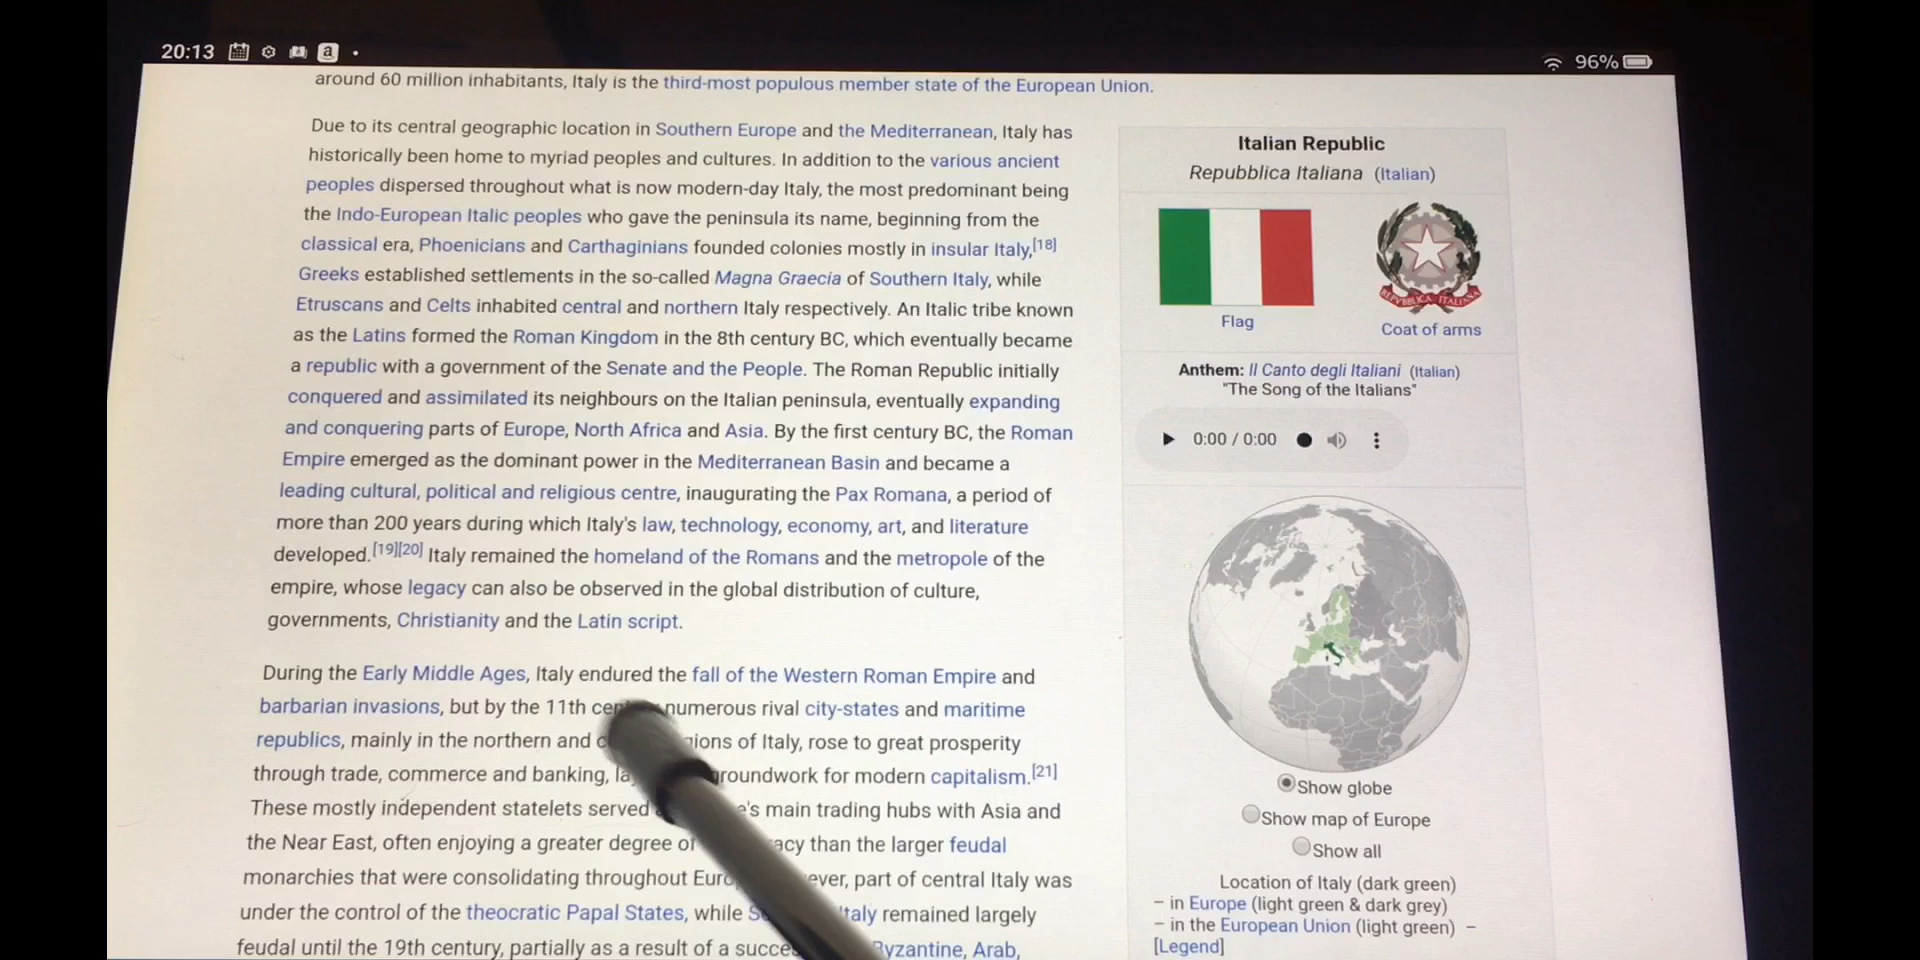 20:13
a
96%
around 60 million inhabitants, Italy is the third-most populous member state of the European Union.
Due to its central geographic location in Southern Europe and the Mediterranean, Italy has
historically been home to myriad peoples and cultures. In addition to the various ancient
peoples dispersed throughout what is now modern-day Italy, the most predominant being
the Indo-European Italic peoples who gave the peninsula its name, beginning from the
classical era, Phoenicians and Carthaginians founded colonies mostly in insular Italy,[18]
Greeks established settlements in the so-called Magna Graecia of Southern Italy, while
Etruscans and Celts inhabited central and northern Italy respectively. An Italic tribe known
as the Latins formed the Roman Kingdom in the 8th century BC, which eventually became
a republic with a government of the Senate and the People. The Roman Republic initially
conquered and assimilated its neighbours on the Italian peninsula, eventually expanding
and conquering parts of Europe, North Africa and Asia. By the first century BC, the Roman
Empire emerged as the dominant power in the Mediterranean Basin and became a
leading cultural, political and religious centre, inaugurating the Pax Romana, a period of
more than 200 years during which Italy's law, technology, economy, art, and literature
developed.[19][20] Italy remained the homeland of the Romans and the metropole of the
empire, whose legacy can also be observed in the global distribution of culture,
governments, Christianity and the Latin script.
During the Early Middle Ages, Italy endured the fall of the Western Roman Empire and
barbarian invasions, but by the 11th numerous rival city-states and maritime
republics, mainly in the northern and of Italy, rose to great prosperity
through trade, commerce and banking, groundwork for modern capitalism.[21]
These mostly independent statelets served main trading hubs with Asia and
the Near East, often enjoying a greater degree of than the larger feudal
monarchies that were consolidating throughout part of central Italy was
under the control of the theocratic Papal States, while Italy remained largely
feudal until the 19th century, partially as a result of a Byzantine, Arab,
Italian Republic
Repubblica Italiana (Italian)
REPVBBLICA ITALIANA
Flag
Coat of arms
Anthem: Il Canto degli Italiani (Italian)
"The Song of the Italians"
0:00 / 0:00
Show globe
Show map of Europe
Show all
Location of Italy (dark green)
– in Europe (light green & dark grey)
– in the European Union (light green) –
[Legend]